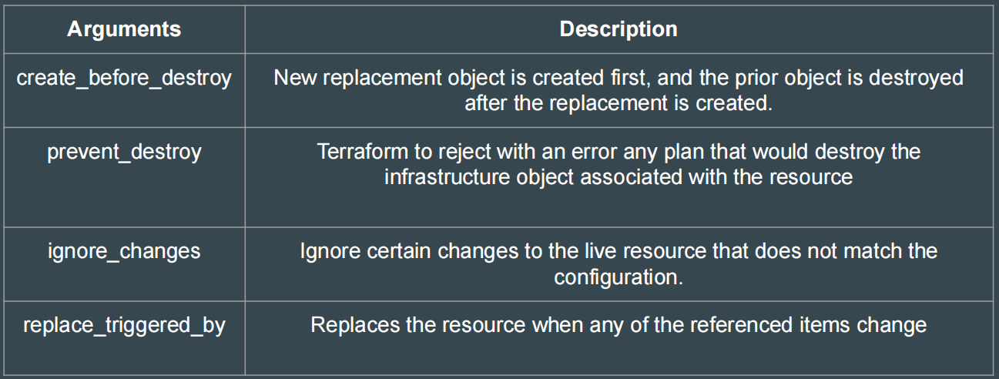 Arguments
Description
create_before_destroy
New replacement object is created first, and the prior object is destroyed
after the replacement is created.
prevent_destroy
Terraform to reject with an error any plan that would destroy the
infrastructure object associated with the resource
ignore_changes
Ignore certain changes to the live resource that does not match the
configuration.
replace_triggered_by
Replaces the resource when any of the referenced items change